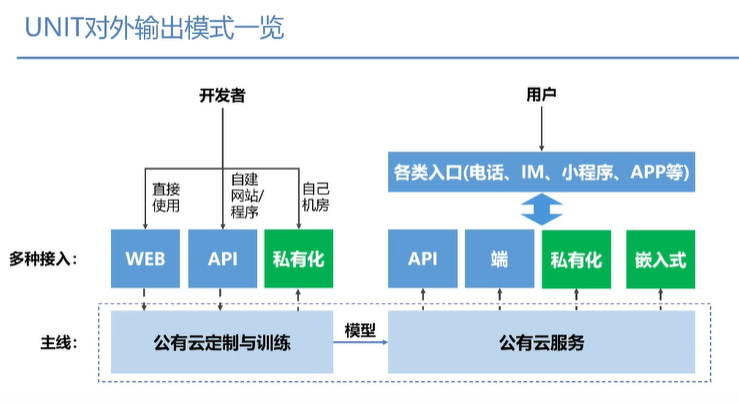 UNIT对外输出模式一览
开发者
用户
直接
使用
自建
网站/
程序
自己
机房
各类入口(电话、IM、小程序、APP等)
多种接入:
WEB
API
私有化
API
端
私有化
嵌入式
主线:
公有云定制与训练
模型
公有云服务